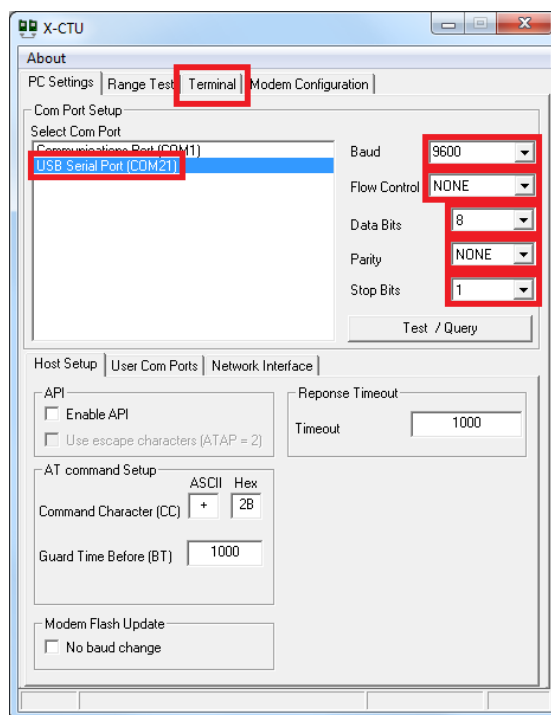 X-CTU
About
PC Settings Range Test Terminal Modem Configuration
Com Port Setup
Select Com Port
Communications Port (COM1)
USB Serial Port (COM21)
Baud 9600
Flow Control NONE
Data Bits 8
Parity NONE
Stop Bits 1
Test / Query
Host Setup User Com Ports Network Interface
API
Enable API
Use escape characters (ATAP = 2)
Reponse Timeout
Timeout 1000
AT command Setup
ASCII Hex
Command Character (CC) + 2B
Guard Time Before (BT) 1000
Modem Flash Update
No baud change